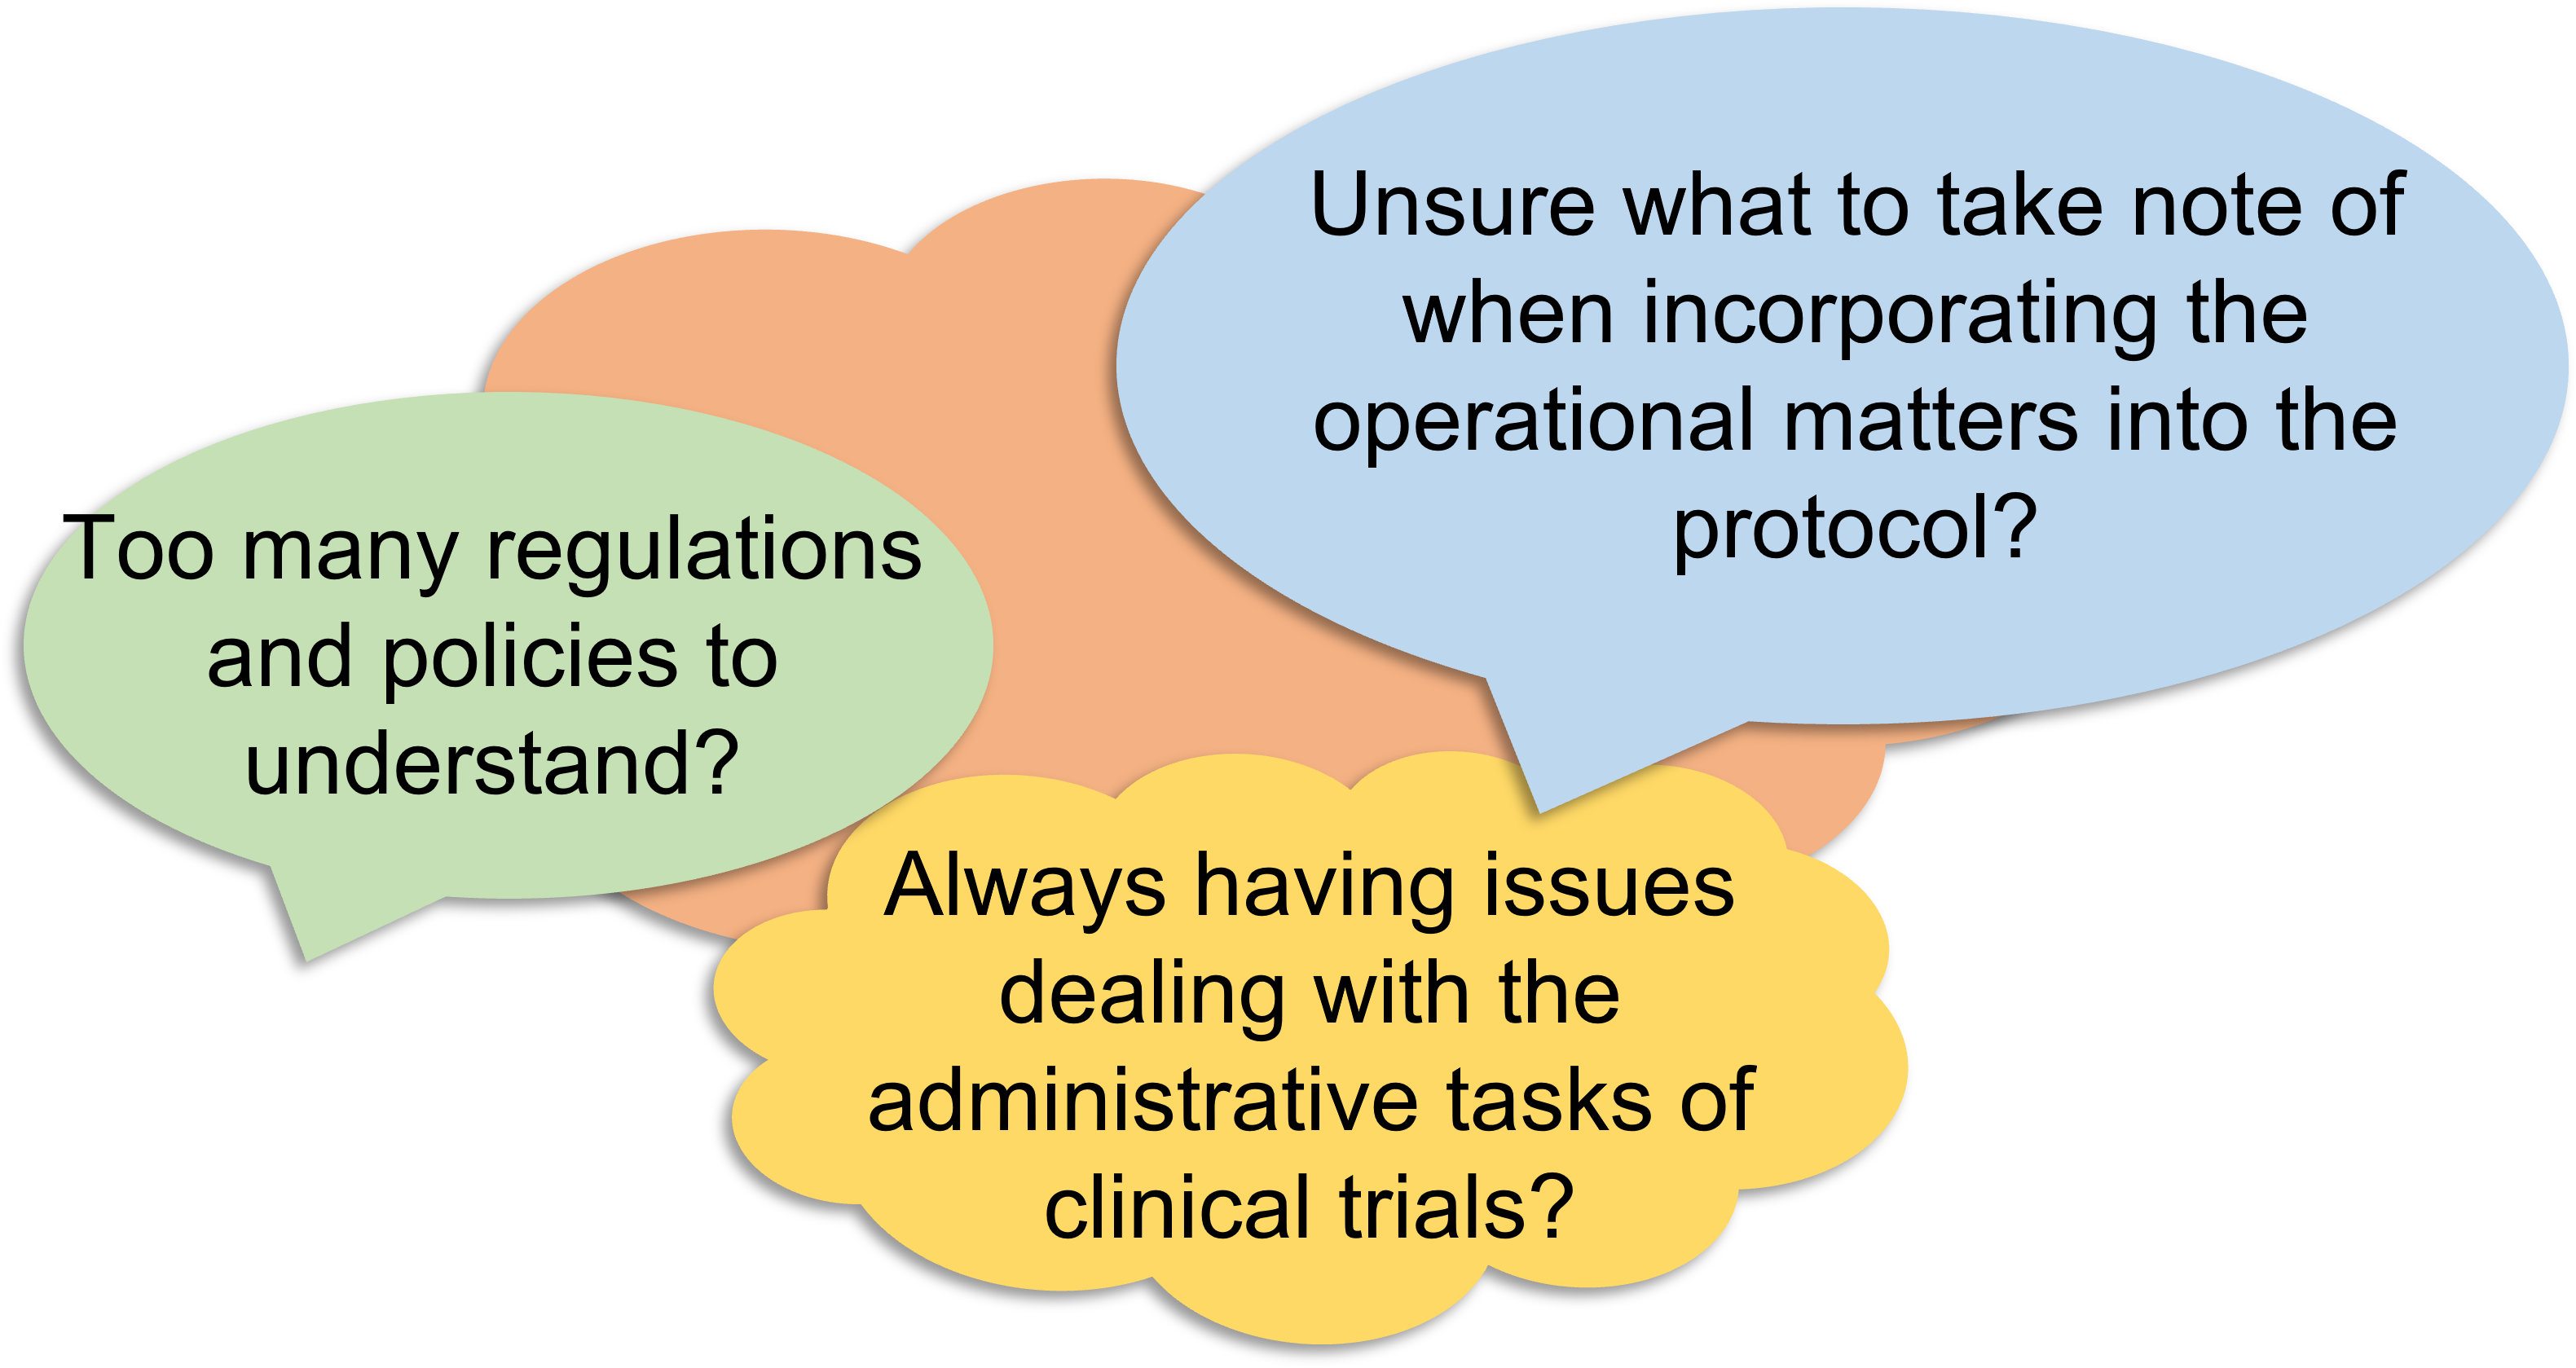 Unsure what to take note of
when incorporating the
operational matters into the
protocol?
Too many regulations
and policies to
understand?
Always having issues
dealing with the
administrative tasks of
clinical trials?